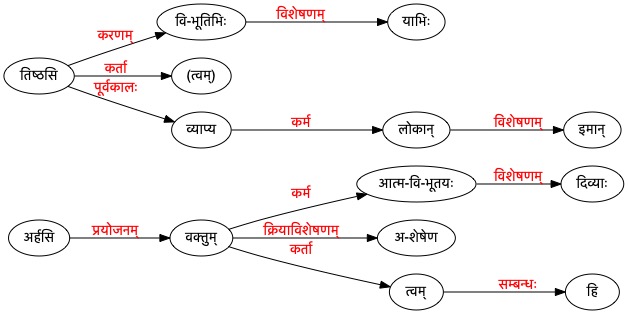 वि-भूतिभिः
विशेषणम्
याभिः
करणम्
तिष्ठसि
कर्ता
(त्वम्)
पूर्वकालः
व्याप्य
कर्म
लोकान्
विशेषणम्
इमान्
आत्म-वि-भूतयः
विशेषणम्
दिव्याः
कर्म
अर्हसि
प्रयोजनम्
वक्तुम्
क्रियाविशेषणम्
अ-शेषेण
कर्ता
त्वम्
सम्बन्धः
हि